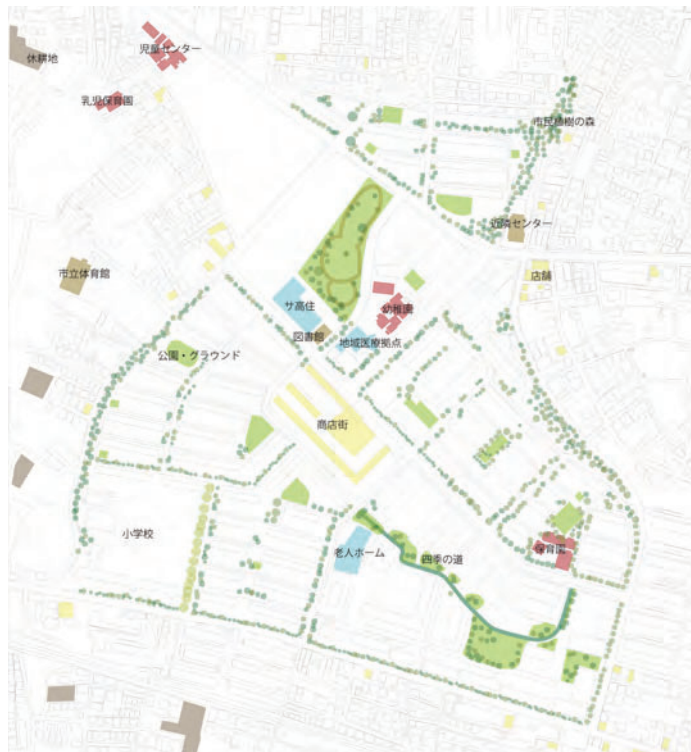 児童センター
休耕地
乳児保育園
市民植樹の森
近隣センター
市立体育館
店舗
サ高住
幼稚園
図書館
地域医療拠点
公園・グラウンド
商店街
小学校
老人ホーム
四季の道
保育園